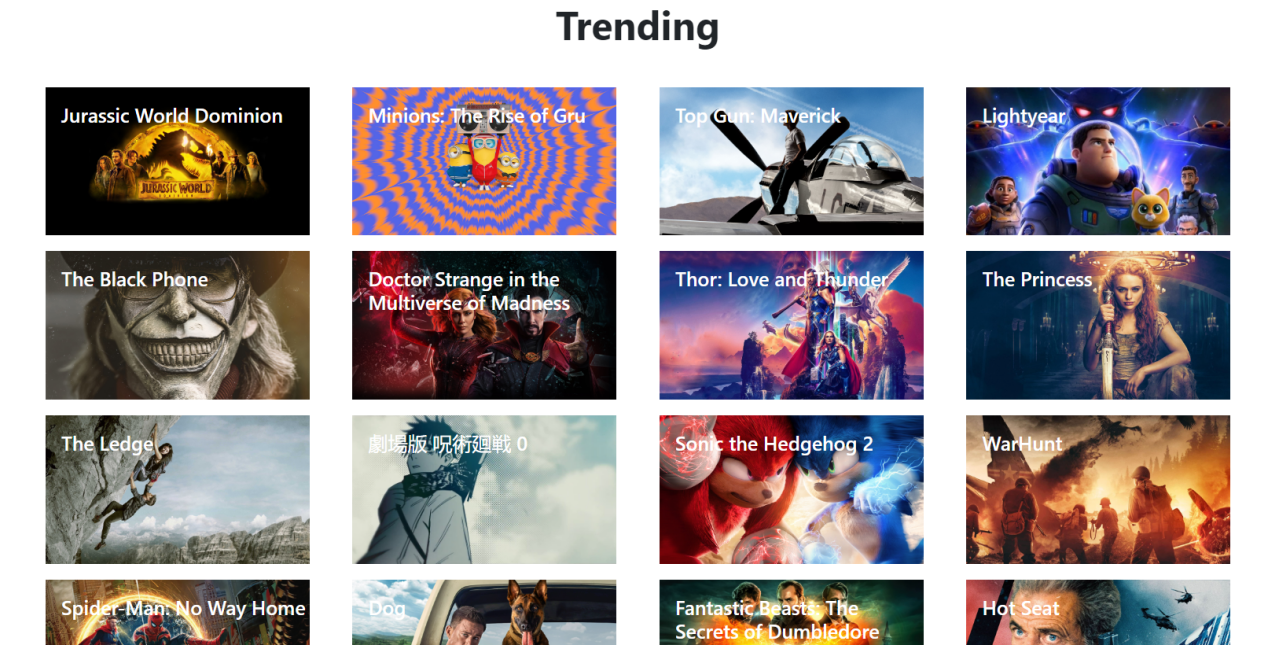 Trending
Jurassic World Dominion
JURASSIC WORLD
Minions: The Rise of Gru
Top Gun: Maverick
Lightyear
The Black Phone
Doctor Strange in the
Multiverse of Madness
Thor: Love and Thunder
The Princess
The Ledge
劇場版 呪術廻戦 0
Sonic the Hedgehog 2
WarHunt
Spider-Man: No Way Home
Dog
Fantastic Beasts: The
Secrets of Dumbledore
Hot Seat